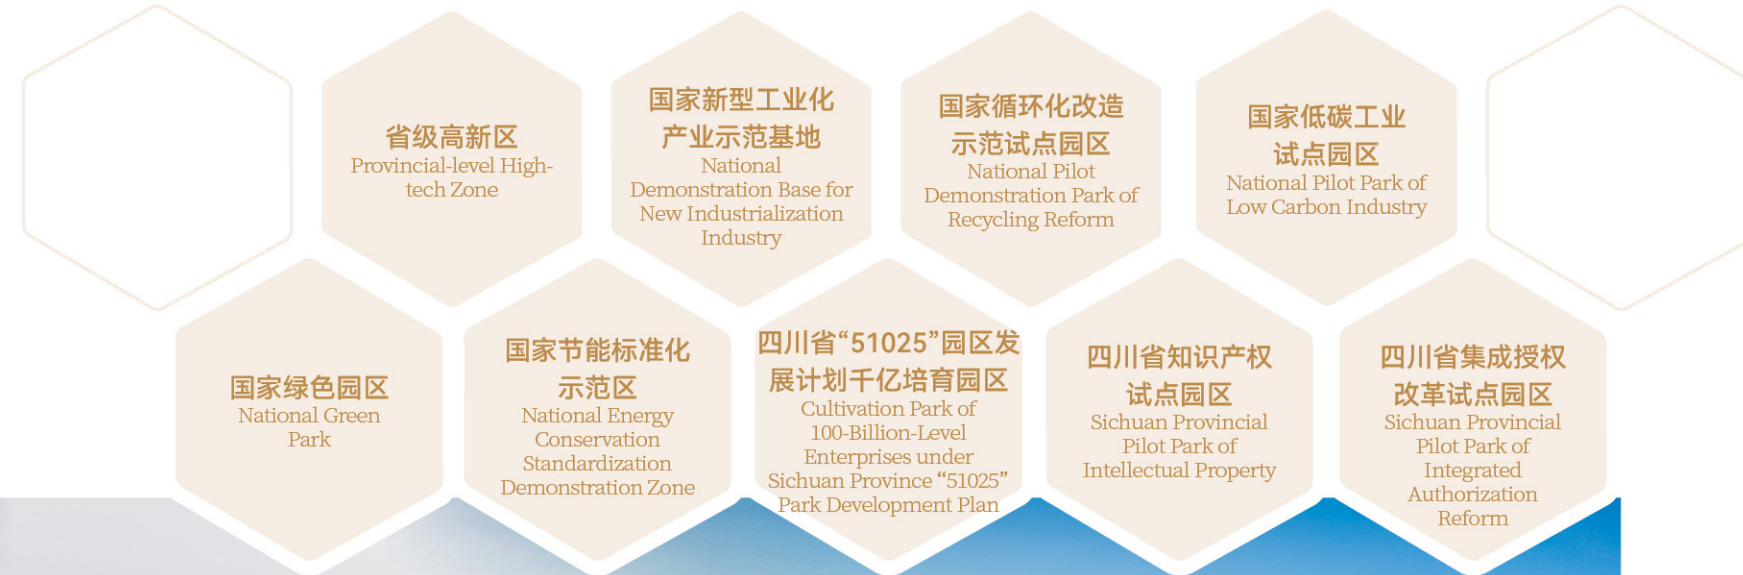 省级高新区
Provincial-level High-
tech Zone
国家新型工业化
产业示范基地
National
Demonstration Base for
New Industrialization
Industry
国家循环化改造
示范试点园区
National Pilot
Demonstration Park of
Recycling Reform
国家低碳工业
试点园区
National Pilot Park of
Low Carbon Industry
国家绿色园区
National Green
Park
国家节能标准化
示范区
National Energy
Conservation
Standardization
Demonstration Zone
四川省“51025”园区发
展计划千亿培育园区
Cultivation Park of
100-Billion-Level
Enterprises under
Sichuan Province “51025”
Park Development Plan
四川省知识产权
试点园区
Sichuan Provincial
Pilot Park of
Intellectual Property
四川省集成授权
改革试点园区
Sichuan Provincial
Pilot Park of
Integrated
Authorization
Reform